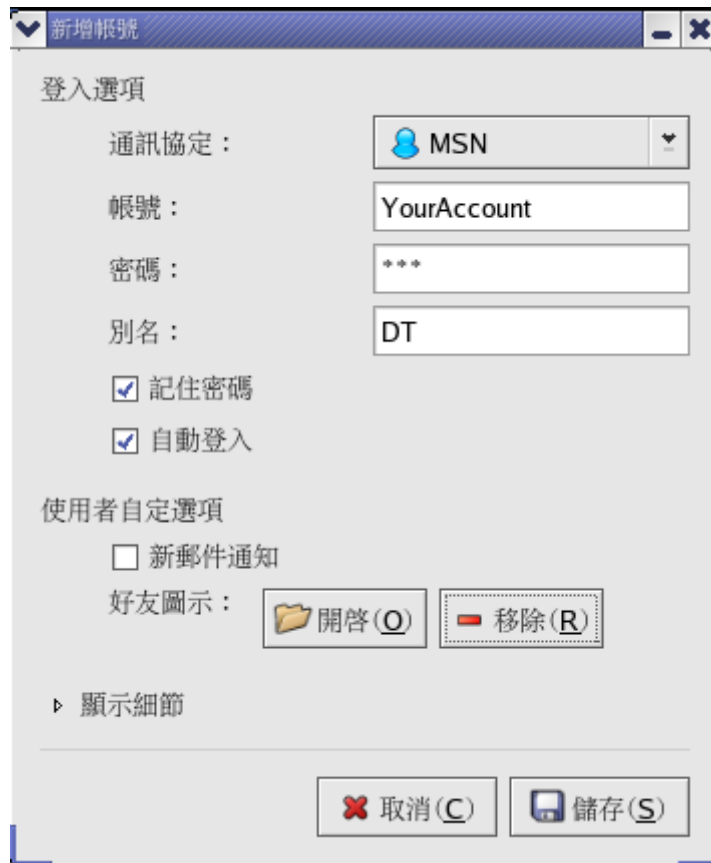 新增帳號
登入選項
通訊協定： MSN
帳號： YourAccount
密碼： ***
別名： DT
記住密碼
自動登入
使用者自定選項
新郵件通知
好友圖示： 開啓(O) 移除(R)
顯示細節
取消(C) 儲存(S)